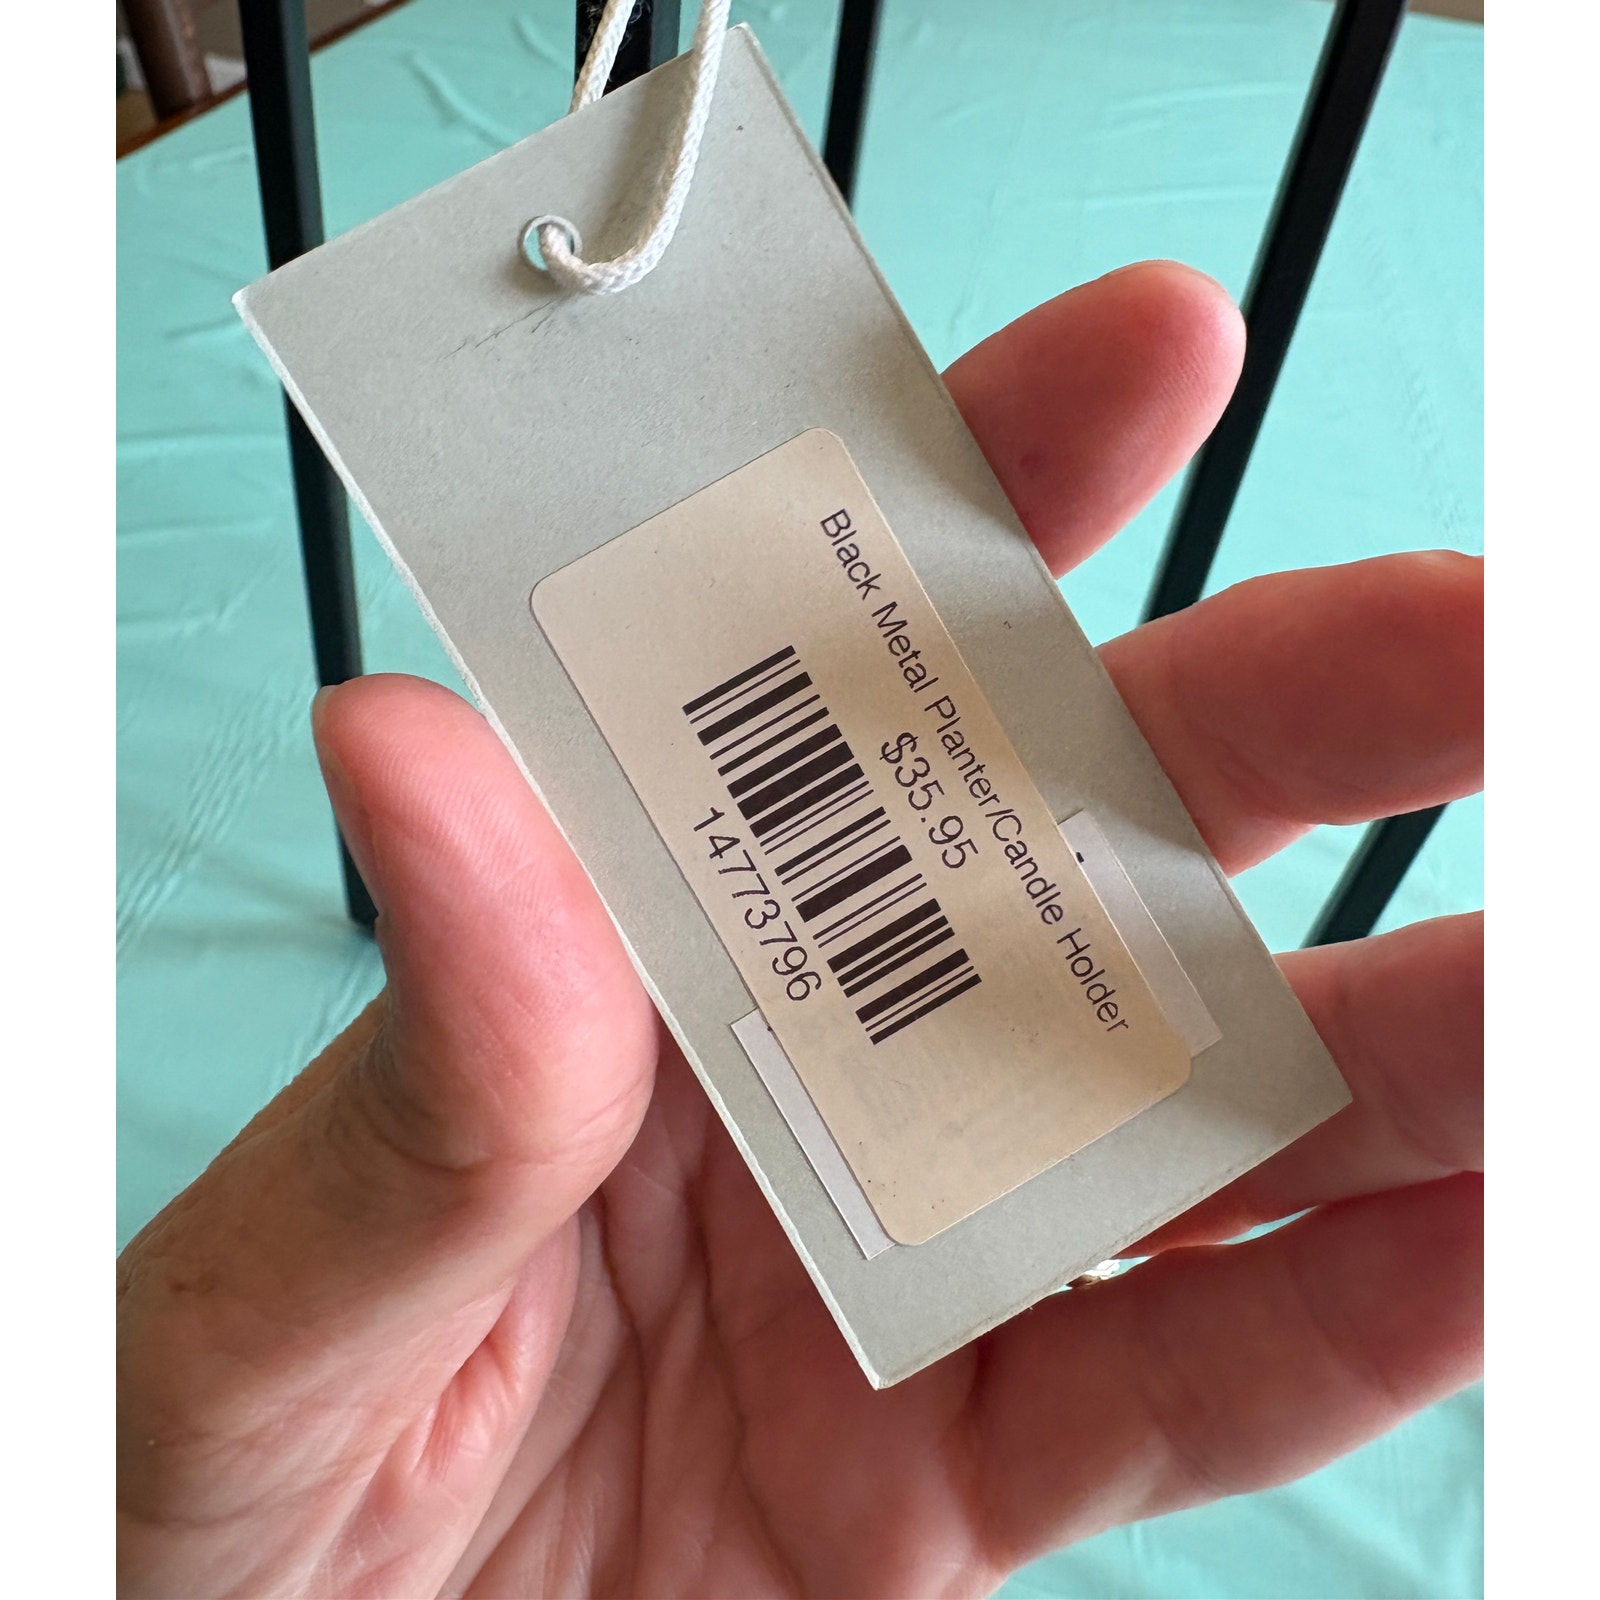 Black Metal Planter/Candle Holder
$35.95
14773796